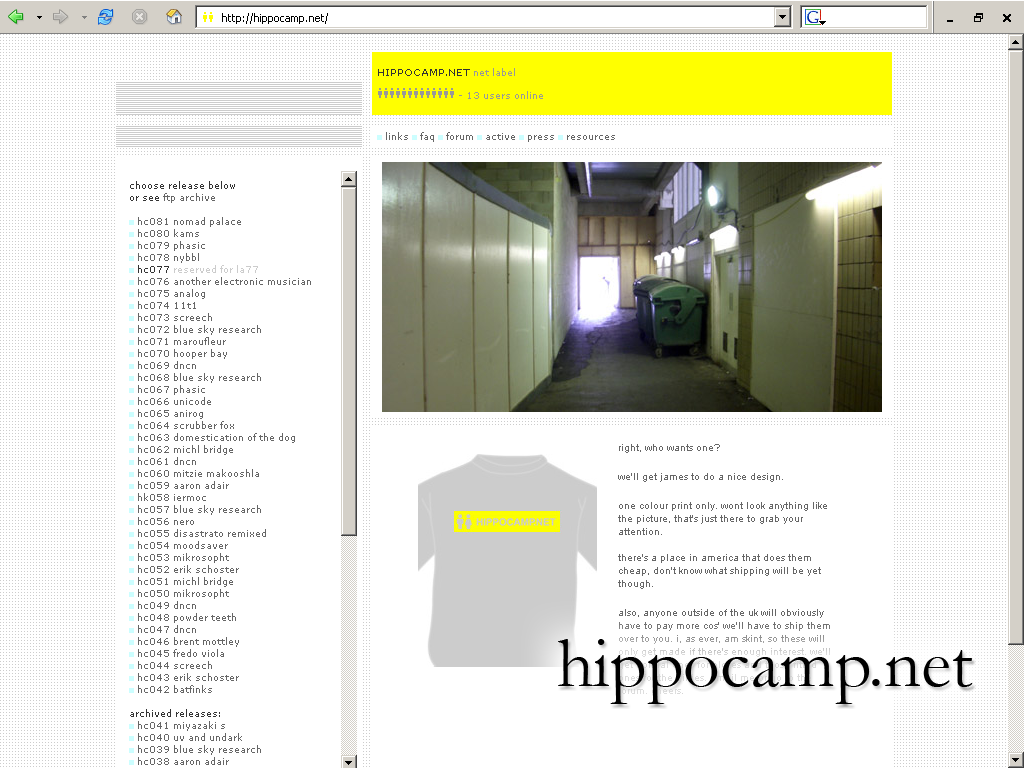 http://hippocamp.net/
G
HIPPOCAMP.NET net label
- 13 users online
links faq forum active press resources
choose release below
or see ftp archive
hc081 nomad palace
hc080 kams
hc079 phasic
hc078 nybbl
hc077 reserved for la77
hc076 another electronic musician
hc075 analog
hc074 11t1
hc073 screech
hc072 blue sky research
hc071 maroufleur
hc070 hooper bay
hc069 dncn
hc068 blue sky research
hc067 phasic
hc066 unicode
hc065 anirog
hc064 scrubber fox
hc063 domestication of the dog
hc062 michl bridge
hc061 dncn
hc060 mitzie makooshla
hc059 aaron adair
hk058 iermoc
hc057 blue sky research
hc056 nero
hc055 disastrato remixed
hc054 moodsaver
hc053 mikrosopht
hc052 erik schoster
hc051 michl bridge
hc050 mikrosopht
hc049 dncn
hc048 powder teeth
hc047 dncn
hc046 brent mottley
hc045 fredo viola
hc044 screech
hc043 erik schoster
hc042 batfinks
archived releases:
hc041 miyazaki s
hc040 uv and undark
hc039 blue sky research
hc038 aaron adair
HIPPOCAMP.NET
right, who wants one?
we'll get james to do a nice design.
one colour print only. wont look anything like
the picture, that's just there to grab your
attention.
there's a place in america that does them
cheap, don't know what shipping will be yet
though.
also, anyone outside of the uk will obviously
have to pay more cos' we'll have to ship them
over to you. i, as ever, am skint, so these will
only get made if there's enough interest. we'll
hippocamp.net